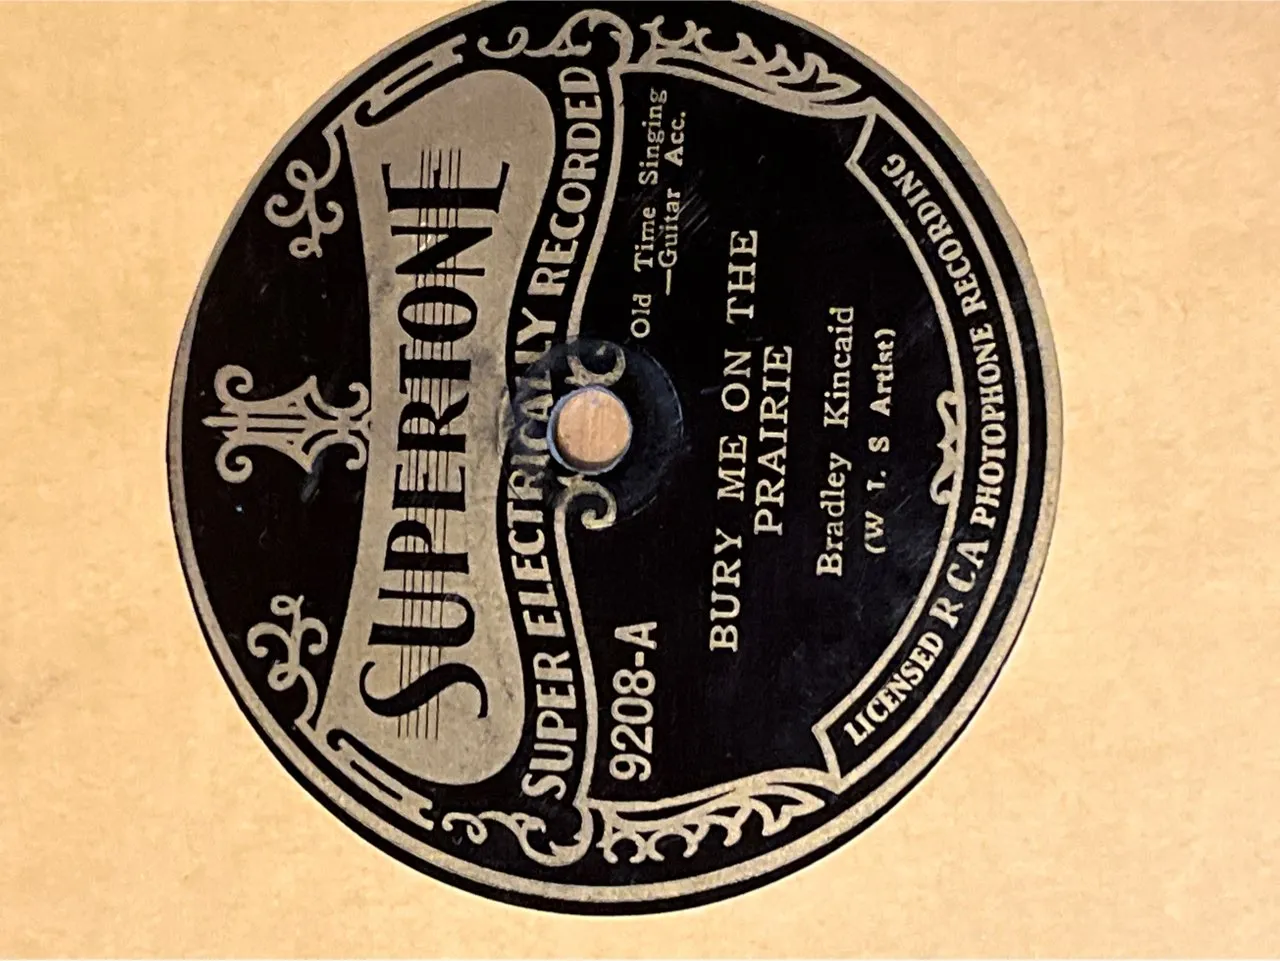 SUPERTONE
SUPER ELECTRICALLY RECORDED
9208-A
Old Time Singing
—Guitar Acc.
BURY ME ON THE
PRAIRIE
Bradley Kincaid
(W L S Artist)
LICENSED R C A PHOTOPHONE RECORDING